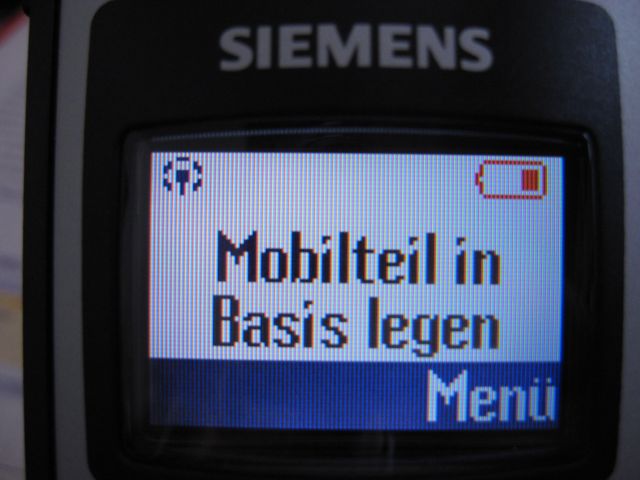 SIEMENS
Mobilteil in
Basis legen
Menü